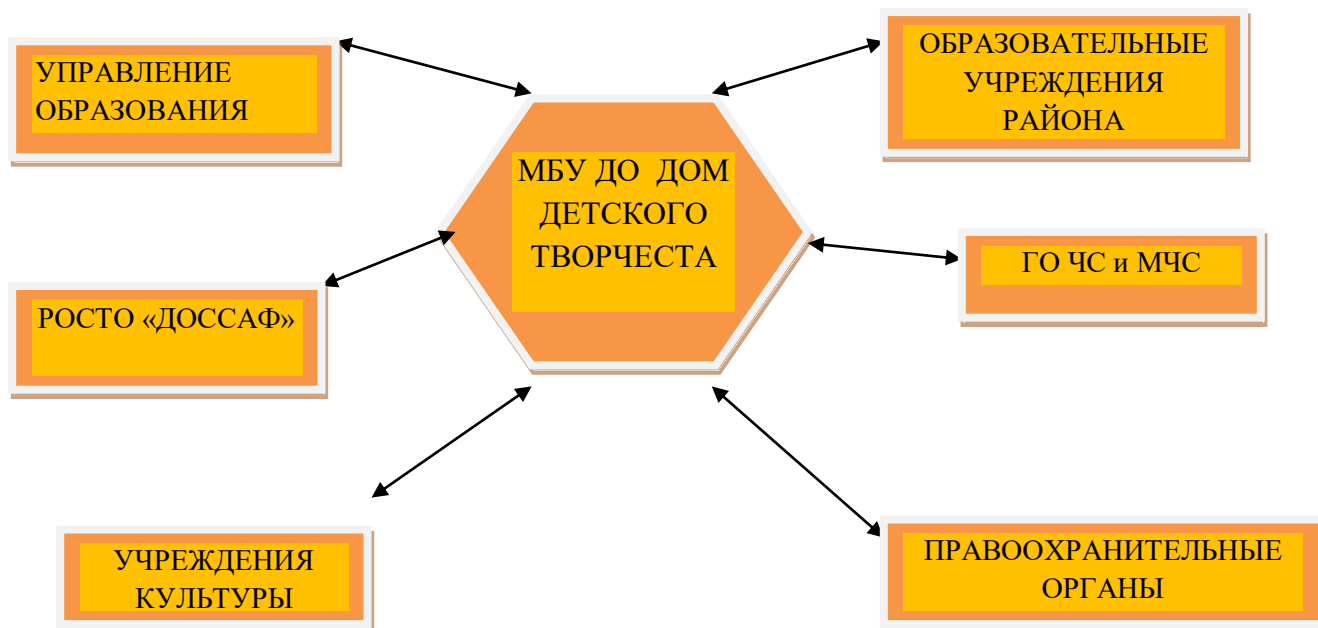 УПРАВЛЕНИЕ
ОБРАЗОВАНИЯ
ОБРАЗОВАТЕЛЬНЫЕ
УЧРЕЖДЕНИЯ
РАЙОНА
МБУ ДО ДОМ
ДЕТСКОГО
ТВОРЧЕСТА
РОСТО «ДОССАФ»
ГО ЧС и МЧС
УЧРЕЖДЕНИЯ
КУЛЬТУРЫ
ПРАВООХРАНИТЕЛЬНЫЕ
ОРГАНЫ